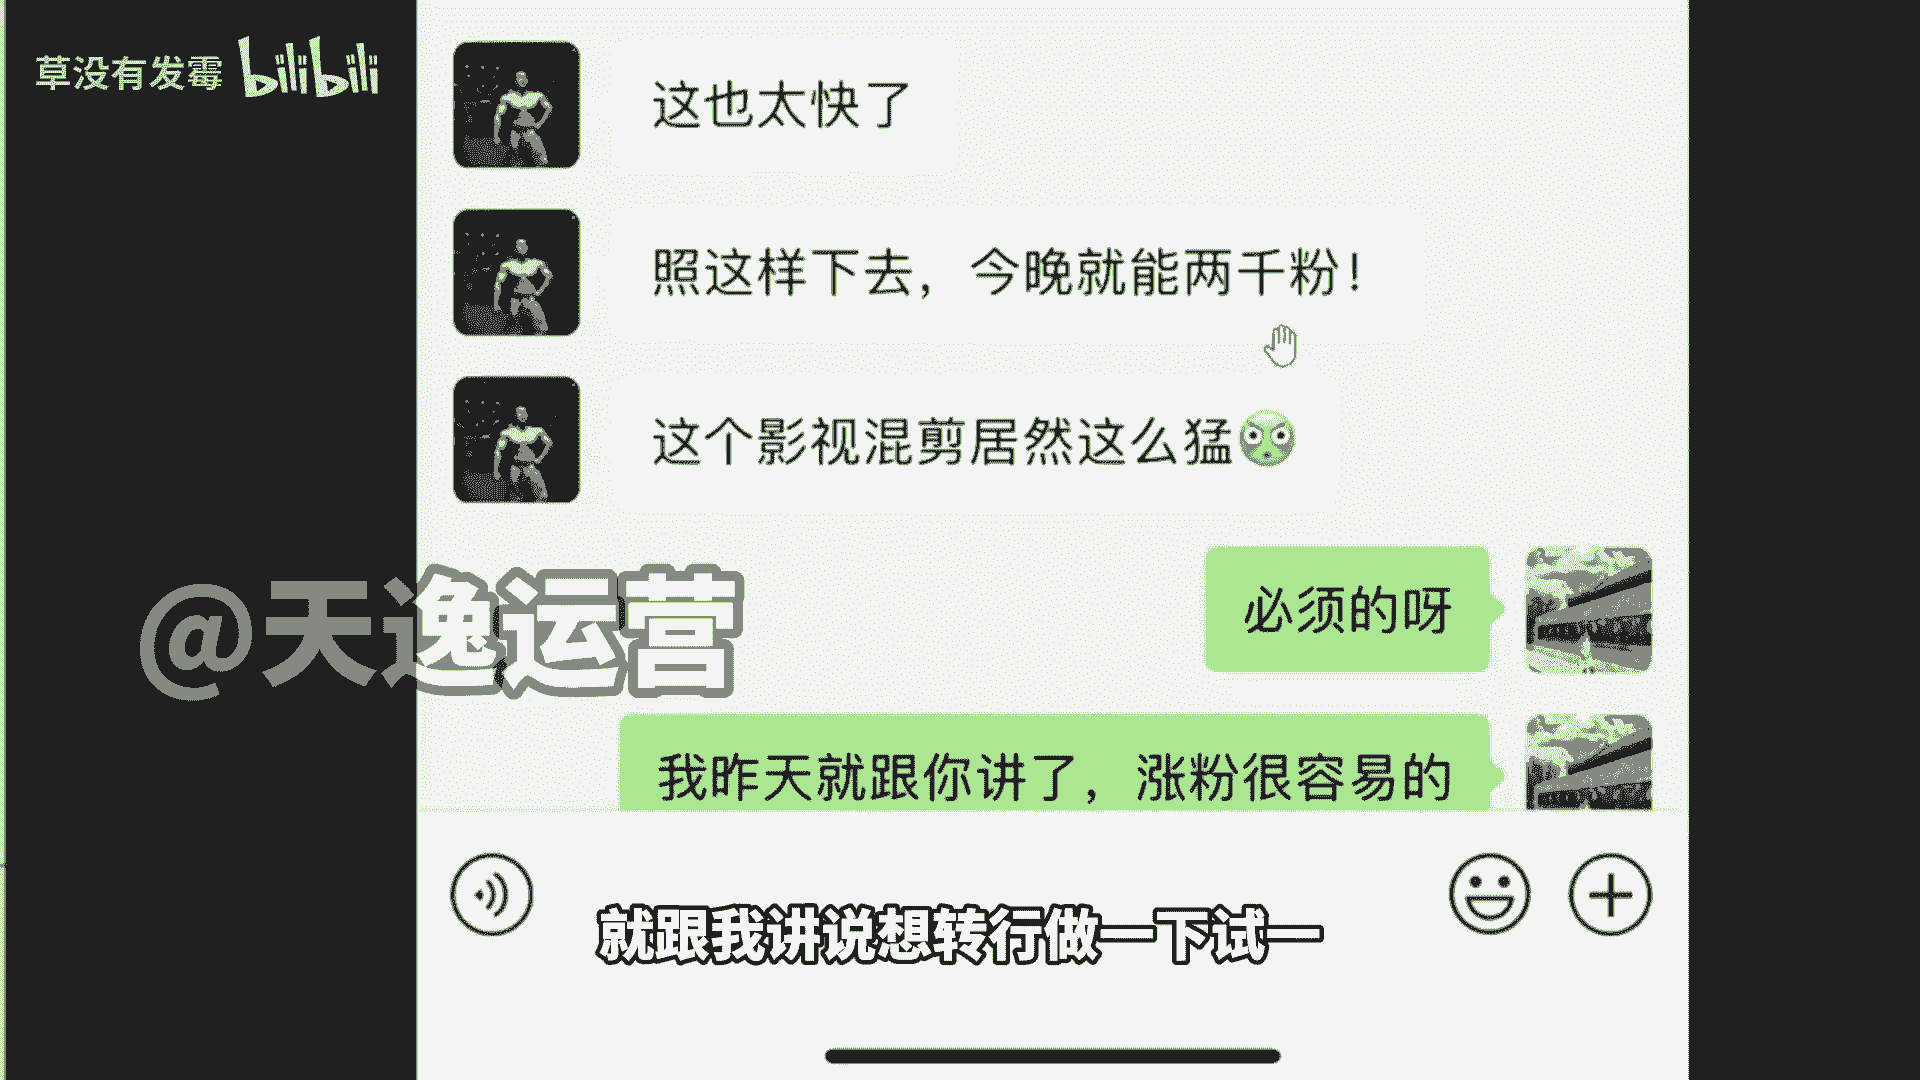 草没有发霉 bilibili
这也太快了
照这样下去，今晚就能两千粉！
这个影视混剪居然这么猛
必须的呀
@天逸运营
我昨天就跟你讲了，涨粉很容易的
就跟我讲说想转行做一下试一